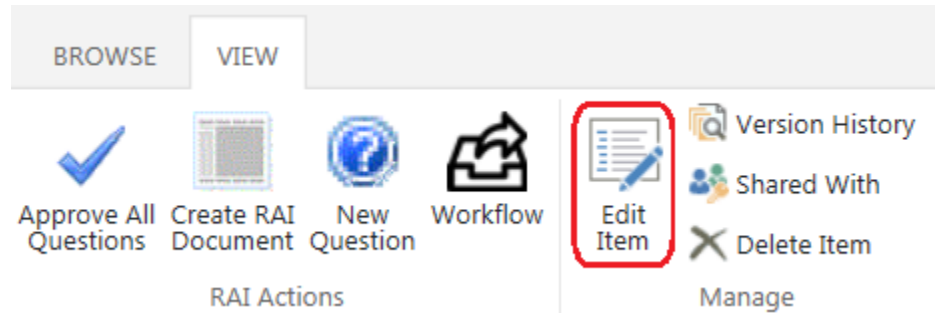 BROWSE VIEW
Approve All Questions
Create RAI Document
New Question
Workflow
Edit Item
Version History
Shared With
Delete Item
RAI Actions
Manage